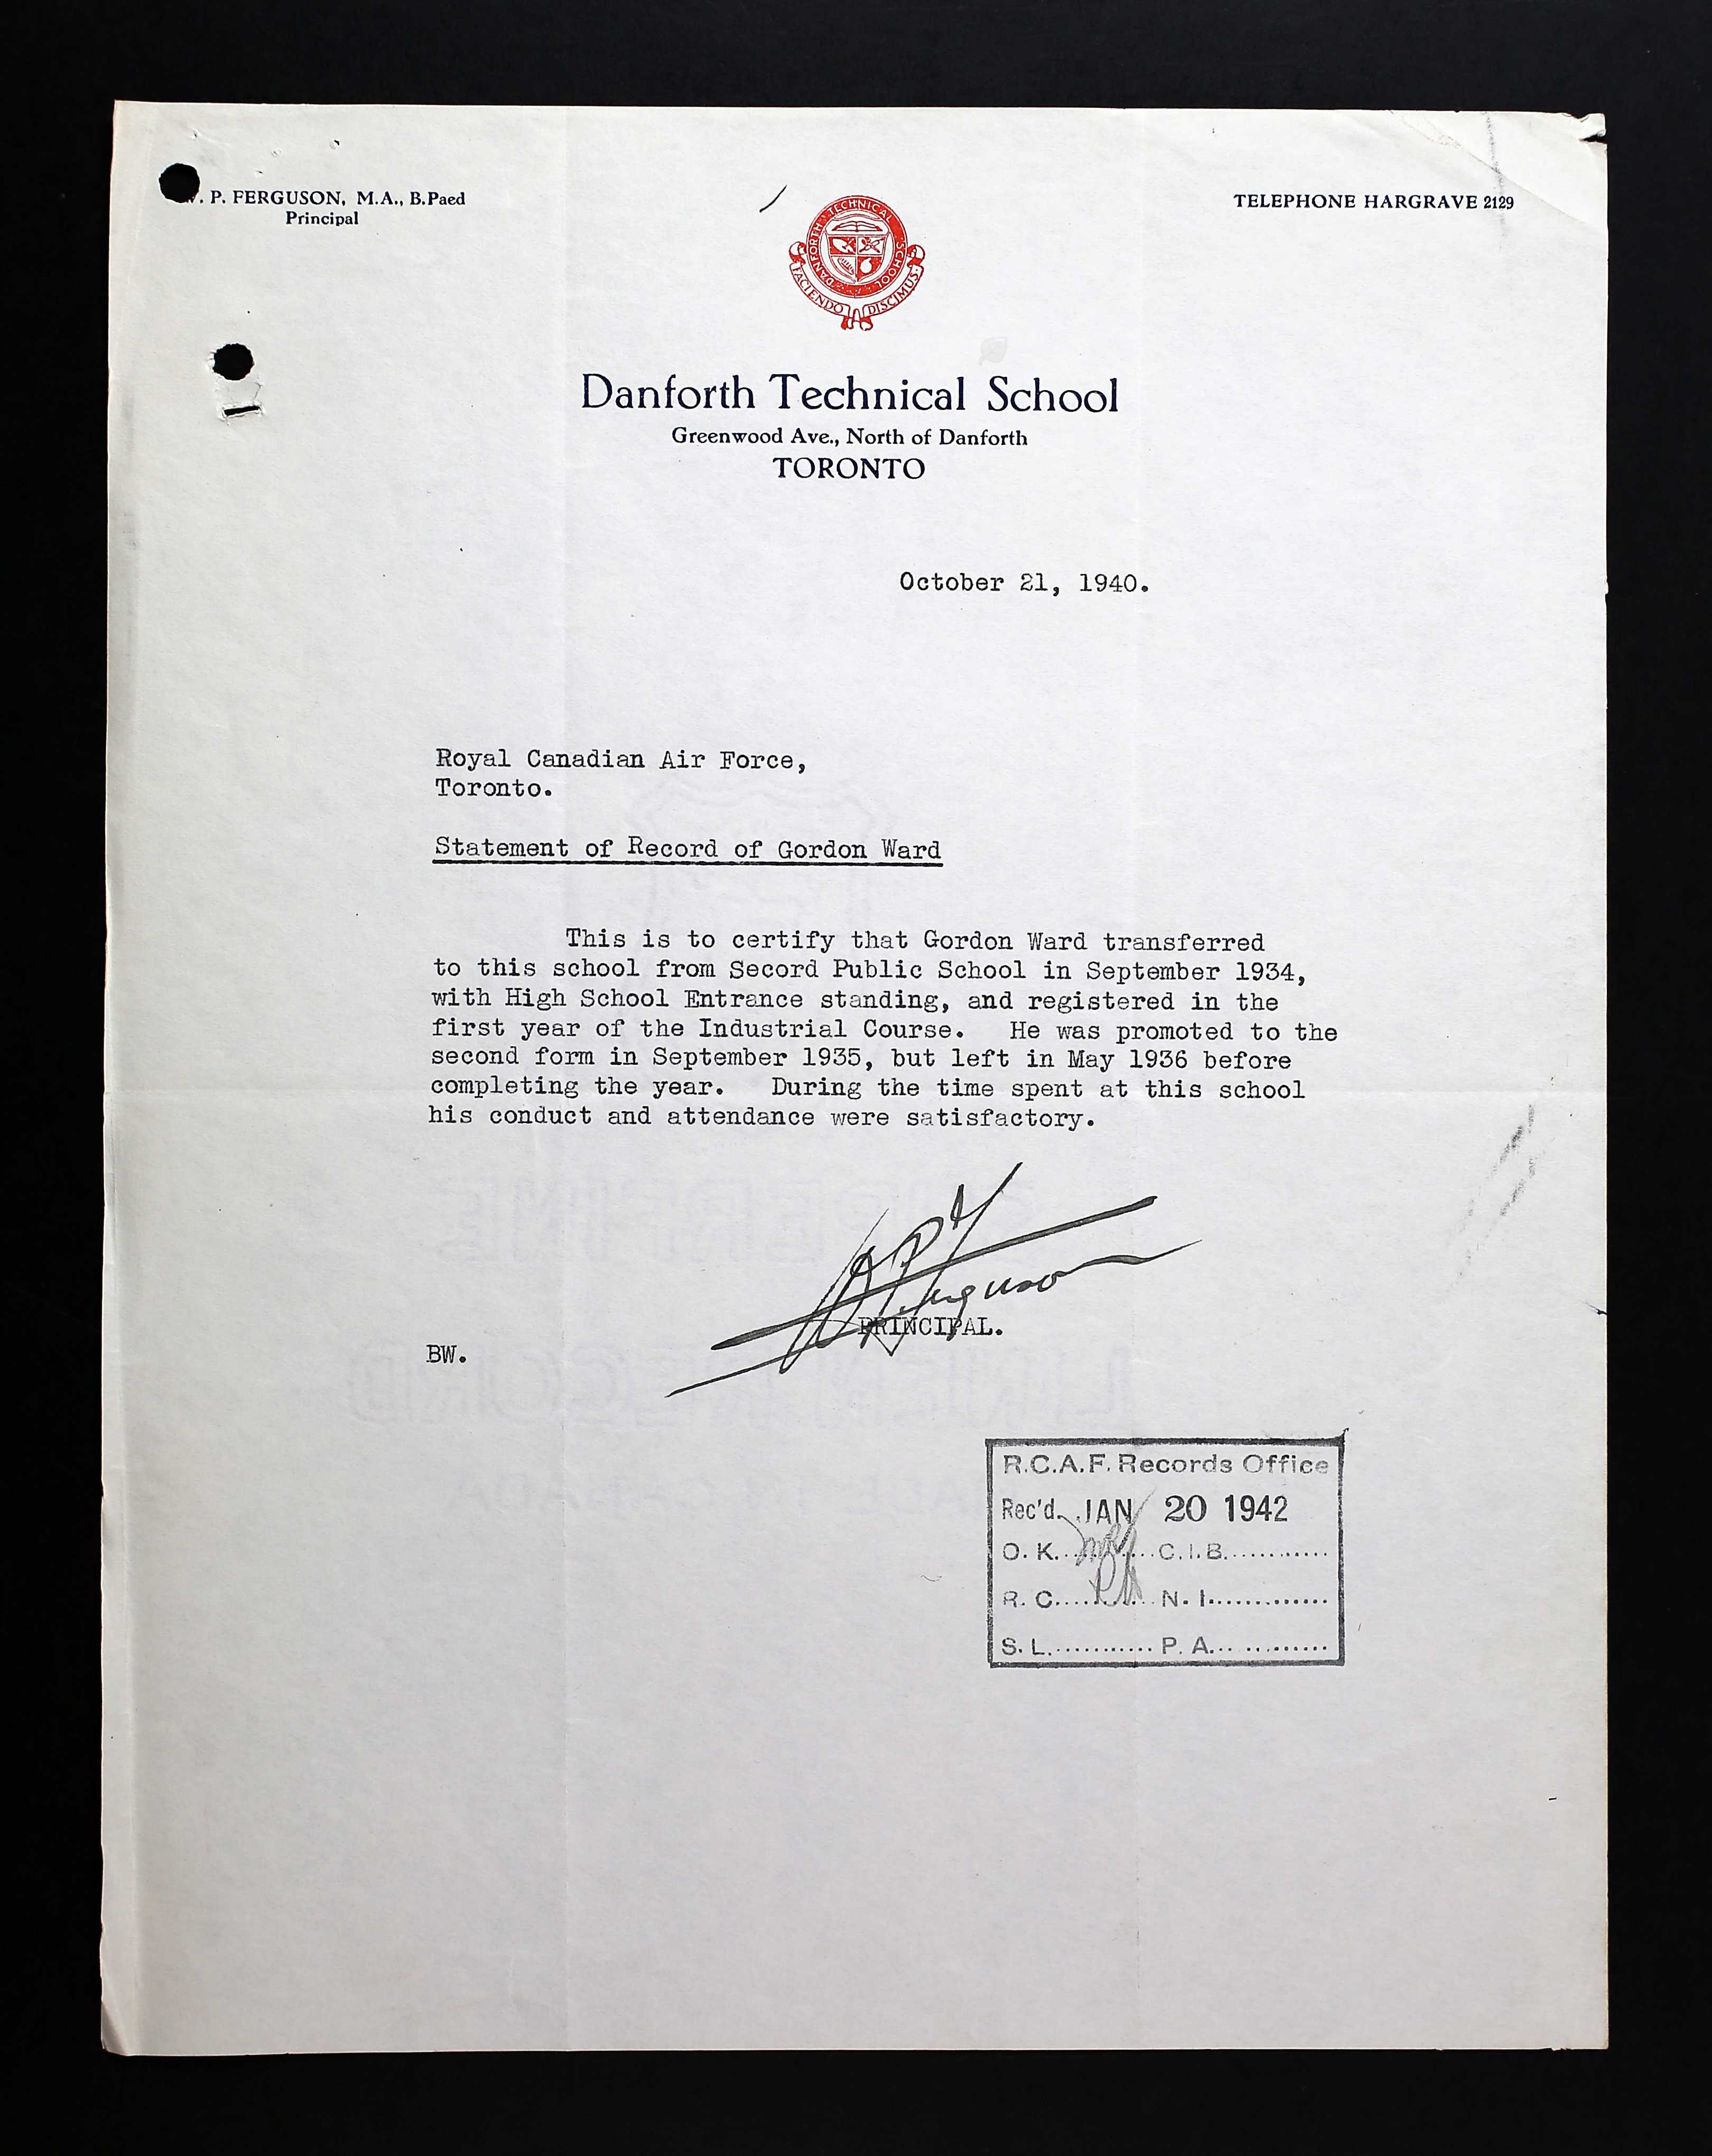 . P. FERGUSON, M.A., B.Paed
Principal
TELEPHONE HARGRAVE 2129
DANFORTH TECHNICAL SCHOOL
FACIENDO DISCIMUS
Danforth Technical School
Greenwood Ave., North of Danforth
TORONTO
October 21, 1940.
Royal Canadian Air Force,
Toronto.
Statement of Record of Gordon Ward
This is to certify that Gordon Ward transferred
to this school from Secord Public School in September 1934,
with High School Entrance standing, and registered in the
first year of the Industrial Course. He was promoted to the
second form in September 1935, but left in May 1936 before
completing the year. During the time spent at this school
his conduct and attendance were satisfactory.
Ferguson
PRINCIPAL.
BW.
R.C.A.F. Records Office
Rec'd. JAN 20 1942
O. K. C.I.B.
R. C. N. I.
S. L. P. A.